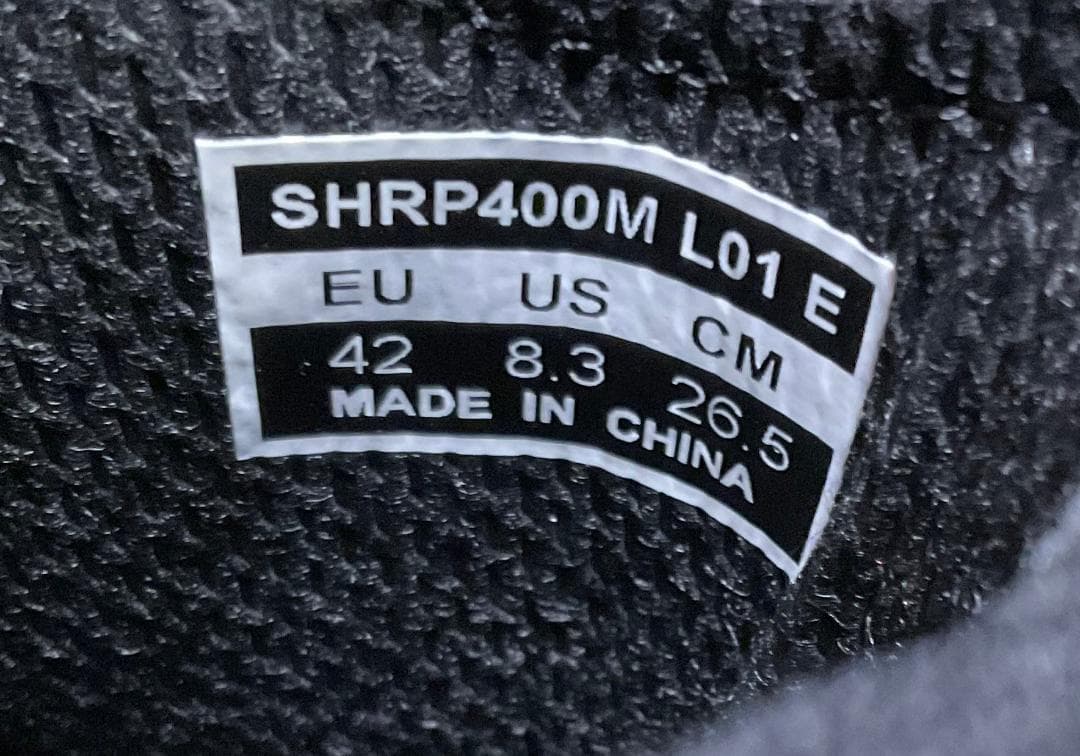 SHRP400M L01 E
EU US CM
42 8.3 26.5
MADE IN CHINA